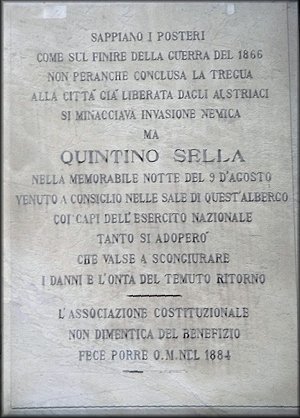 SAPPIANO I POSTERI
COME SUL FINIRE DELLA GUERRA DEL 1866
NON PERANCHE CONCLUSA LA TREGUA
ALLA CITTÀ GIÀ LIBERATA DAGLI AUSTRIACI
SI MINACCIAVA INVASIONE NEMICA
MA
QUINTINO SELLA
NELLA MEMORABILE NOTTE DEL 9 D'AGOSTO
VENUTO A CONSIGLIO NELLE SALE DI QUEST'ALBERGO
COI CAPI DELL'ESERCITO NAZIONALE
TANTO SI ADOPERÒ
CHE VALSE A SCONGIURARE
I DANNI E L'ONTA DEL TEMUTO RITORNO
L'ASSOCIAZIONE COSTITUZIONALE
NON DIMENTICA DEL BENEFIZIO
FECE PORRE Q.M. NEL 1884